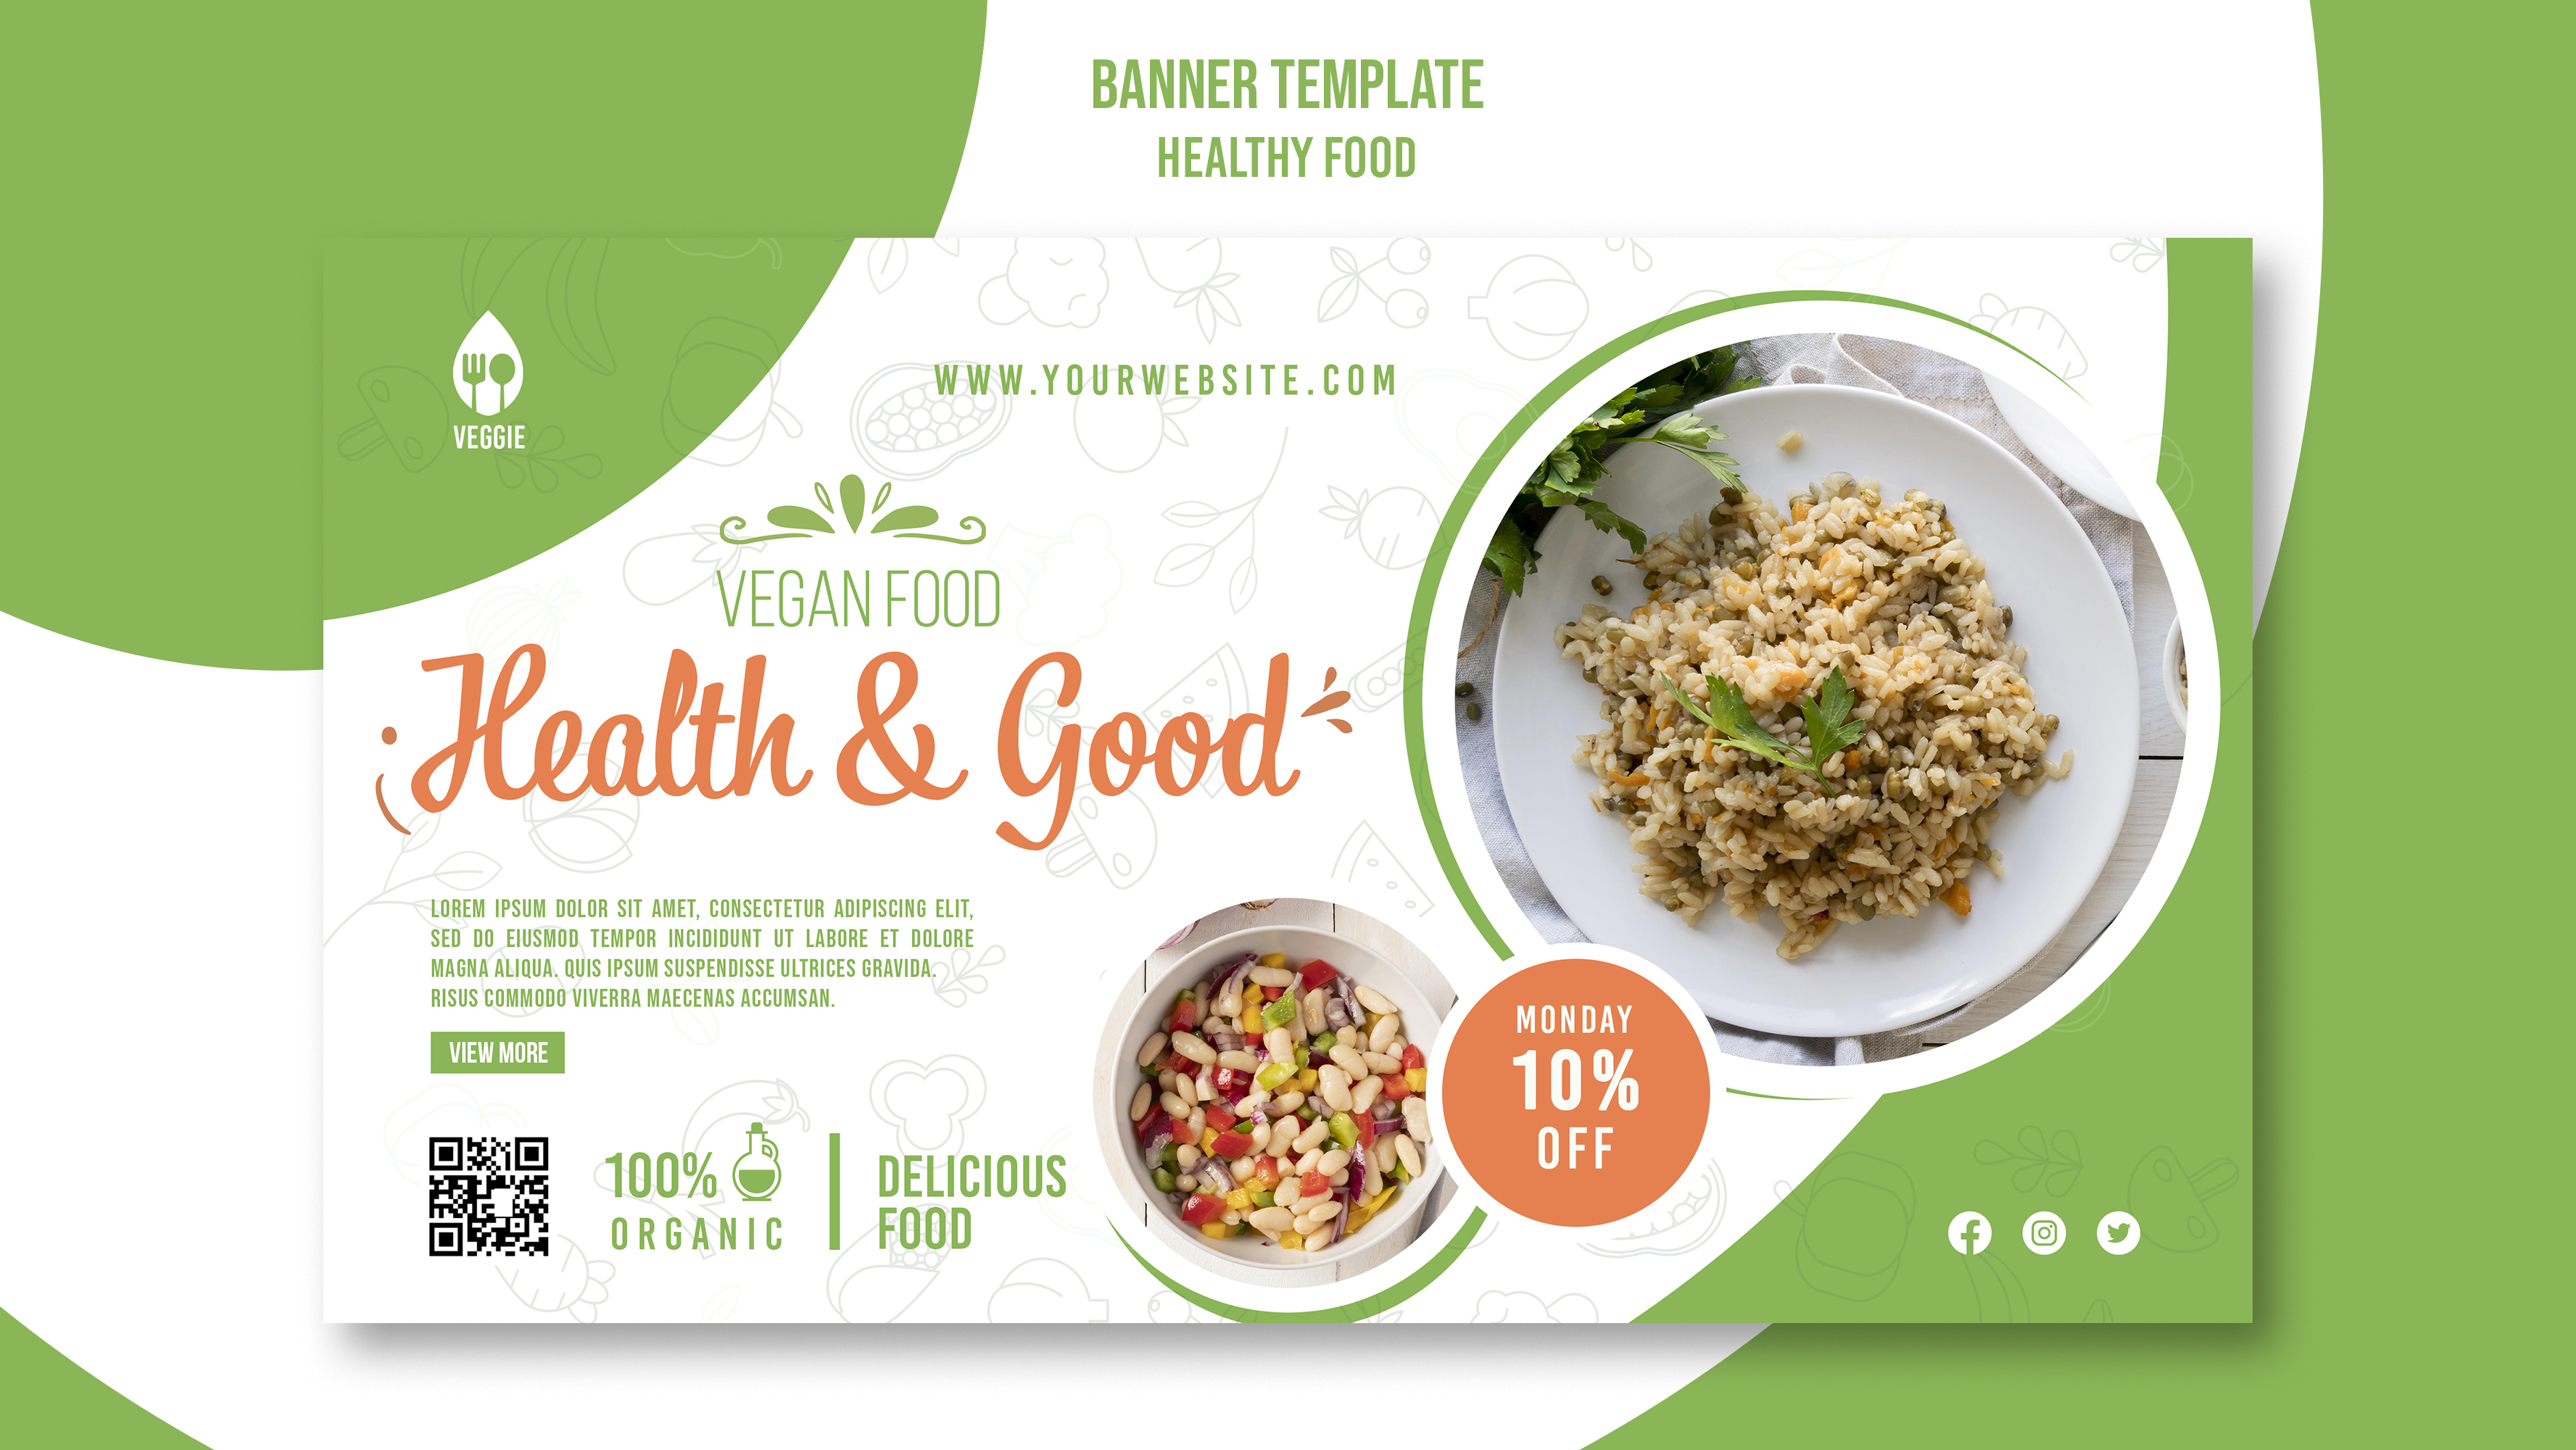 BANNER TEMPLATE
HEALTHY FOOD
VEGGIE
WWW.YOURWEBSITE.COM
VEGAN FOOD
Health & Good
LOREM IPSUM DOLOR SIT AMET, CONSECTETUR ADIPISCING ELIT,
SED DO EIUSMOD TEMPOR INCIDIDUNT UT LABORE ET DOLORE
MAGNA ALIQUA. QUIS IPSUM SUSPENDISSE ULTRICES GRAVIDA.
RISUS COMMODO VIVERRA MAECENAS ACCUMSAN.
VIEW MORE
100%
ORGANIC
DELICIOUS
FOOD
MONDAY
10%
OFF